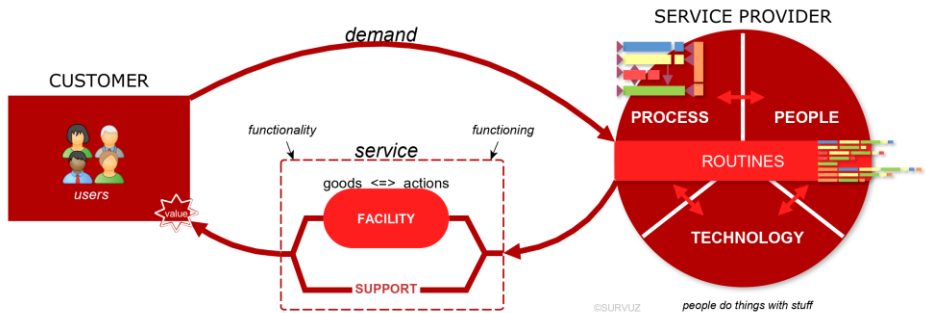 SERVICE PROVIDER
demand
CUSTOMER
PROCESS
PEOPLE
functionality
functioning
service
ROUTINES
goods <=> actions
users
value
FACILITY
TECHNOLOGY
SUPPORT
©SURVUZ
people do things with stuff